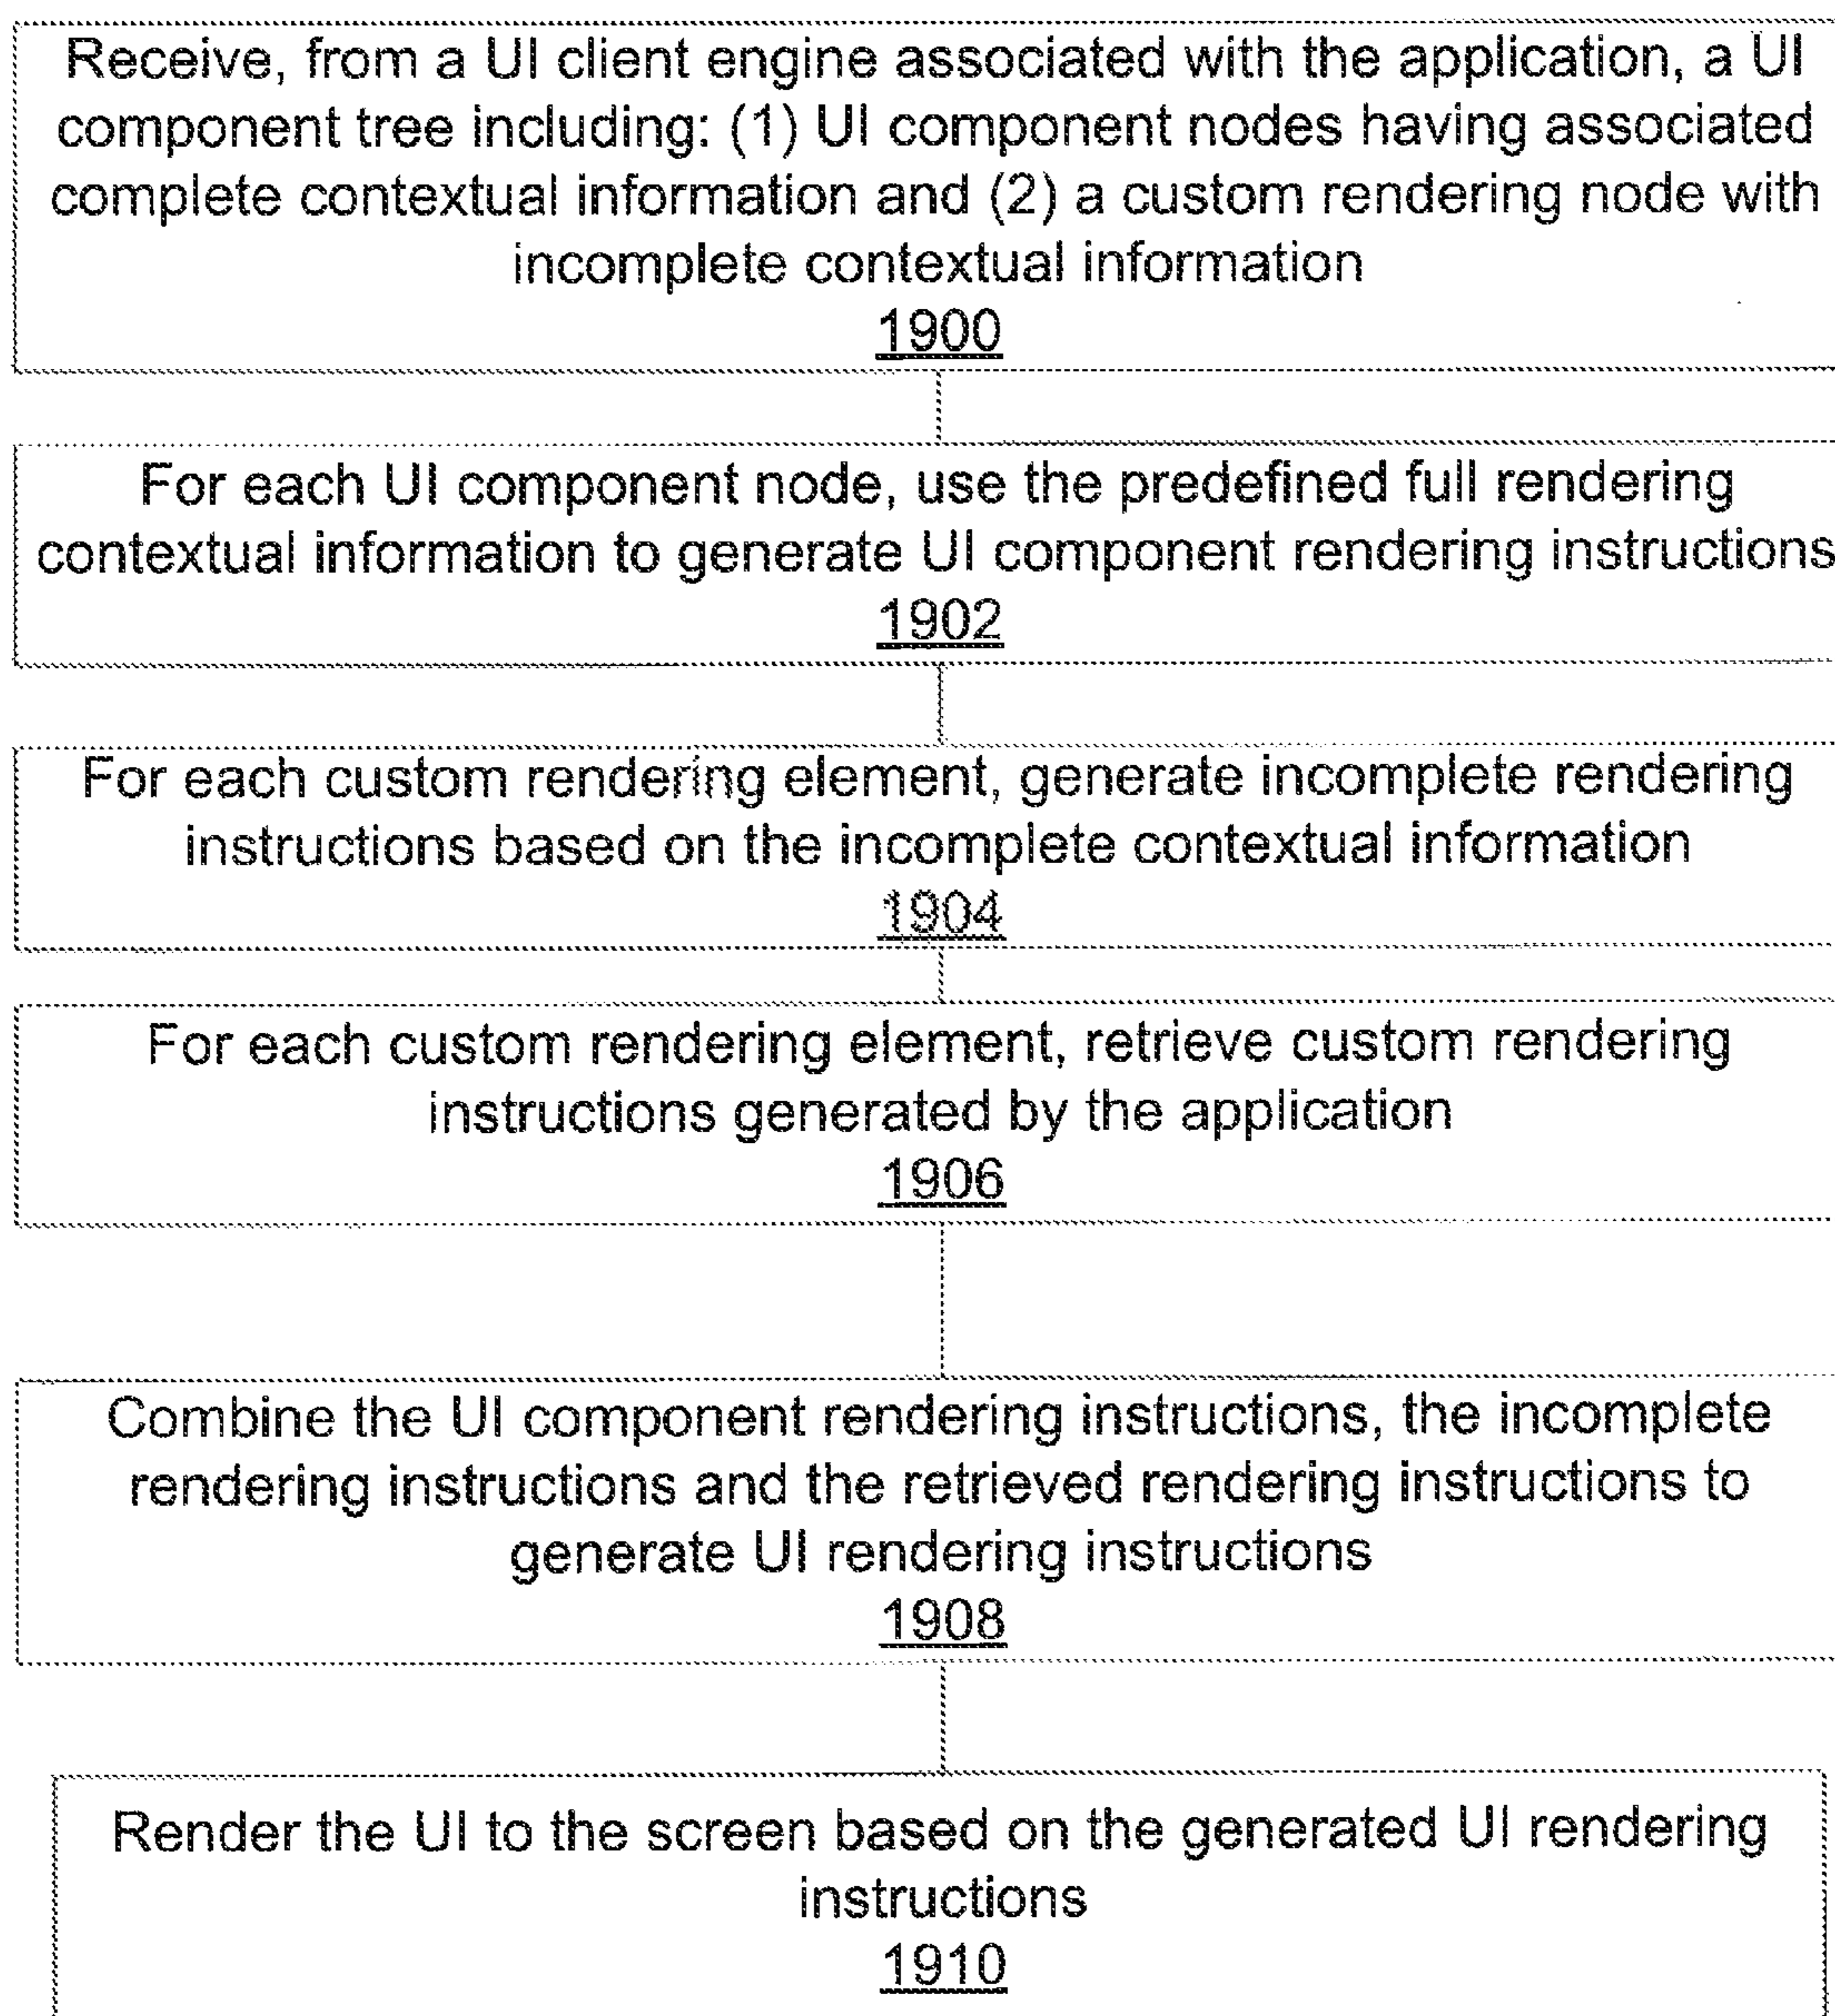 Receive, from a UI client engine associated with the application, a UI
component tree including: (1) UI component nodes having associated
complete contextual information and (2) a custom rendering node with
incomplete contextual information
1900
For each UI component node, use the predefined full rendering
contextual information to generate UI component rendering instructions
1902
For each custom rendering element, generate incomplete rendering
instructions based on the incomplete contextual information
1904
For each custom rendering element, retrieve custom rendering
instructions generated by the application
1906
Combine the UI component rendering instructions, the incomplete
rendering instructions and the retrieved rendering instructions to
generate UI rendering instructions
1908
Render the UI to the screen based on the generated UI rendering
instructions
1910